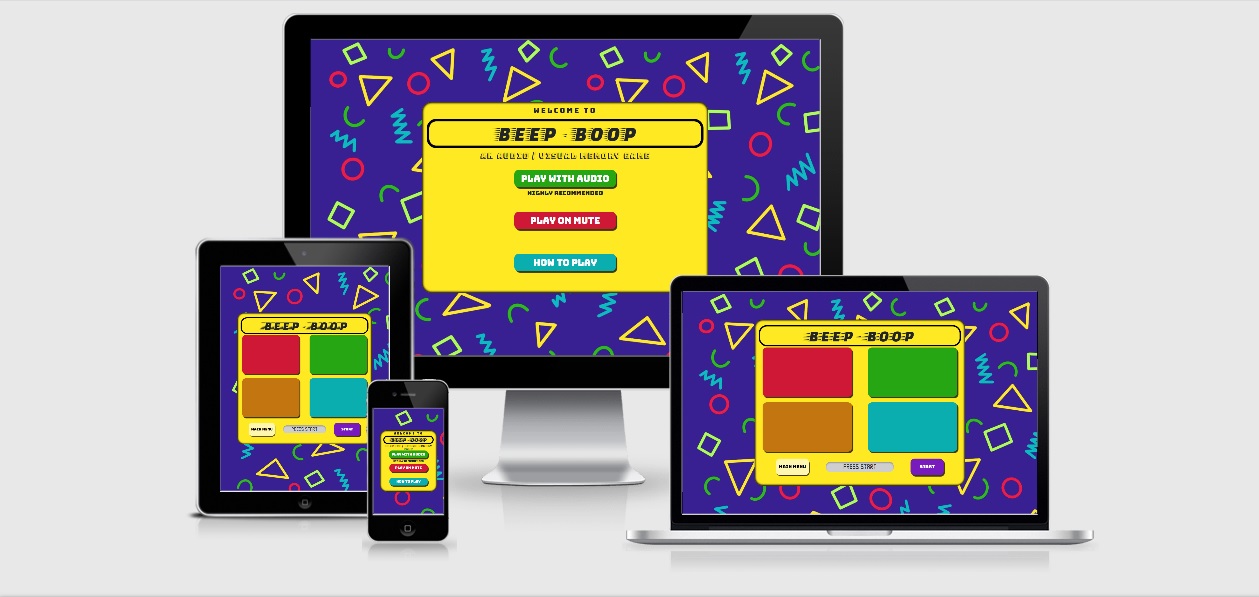 WELCOME TO
BEEP - BOOP
AN AUDIO / VISUAL MEMORY GAME
PLAY WITH AUDIO
HIGHLY RECOMMENDED
PLAY ON MUTE
HOW TO PLAY
BEEP - BOOP
MAIN MENU PRESS START START
WELCOME TO
BEEP - BOOP
PLAY WITH AUDIO
PLAY ON MUTE
HOW TO PLAY
BEEP - BOOP
MAIN MENU PRESS START START